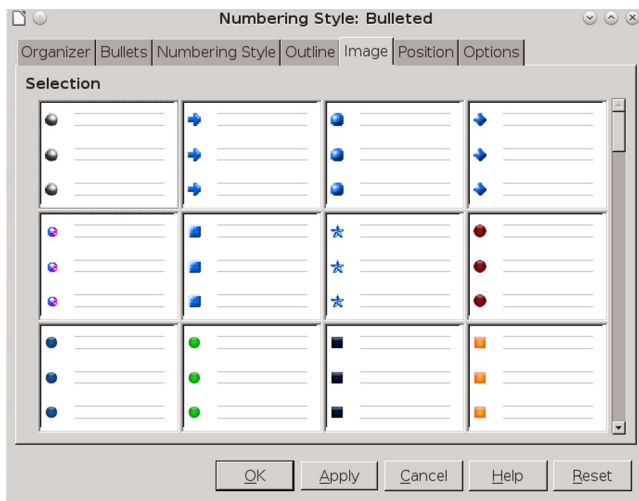 Numbering Style: Bulleted
Organizer Bullets Numbering Style Outline Image Position Options
Selection
OK Apply Cancel Help Reset